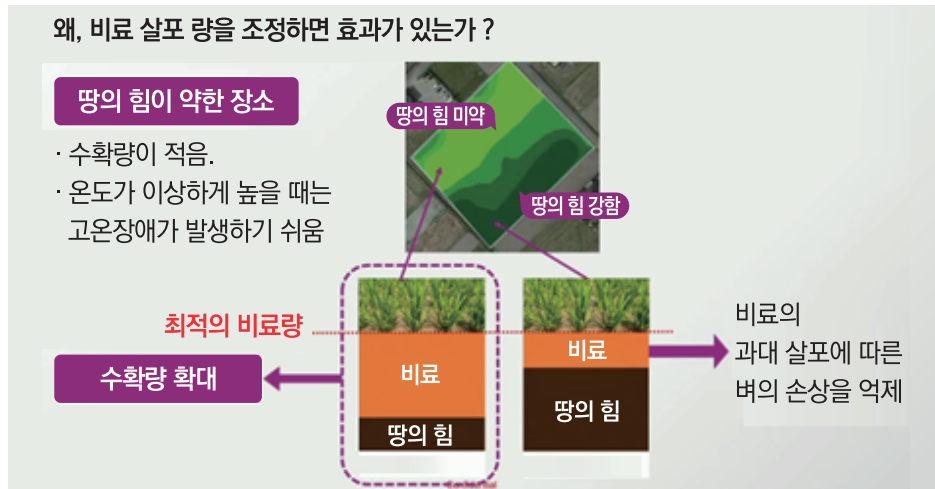 왜, 비료 살포 량을 조정하면 효과가 있는가 ?
땅의 힘이 약한 장소
· 수확량이 적음.
· 온도가 이상하게 높을 때는
고온장애가 발생하기 쉬움
땅의 힘 미약
땅의 힘 강함
최적의 비료량
수확량 확대
비료
땅의 힘
비료
땅의 힘
비료의
과대 살포에 따른
벼의 손상을 억제